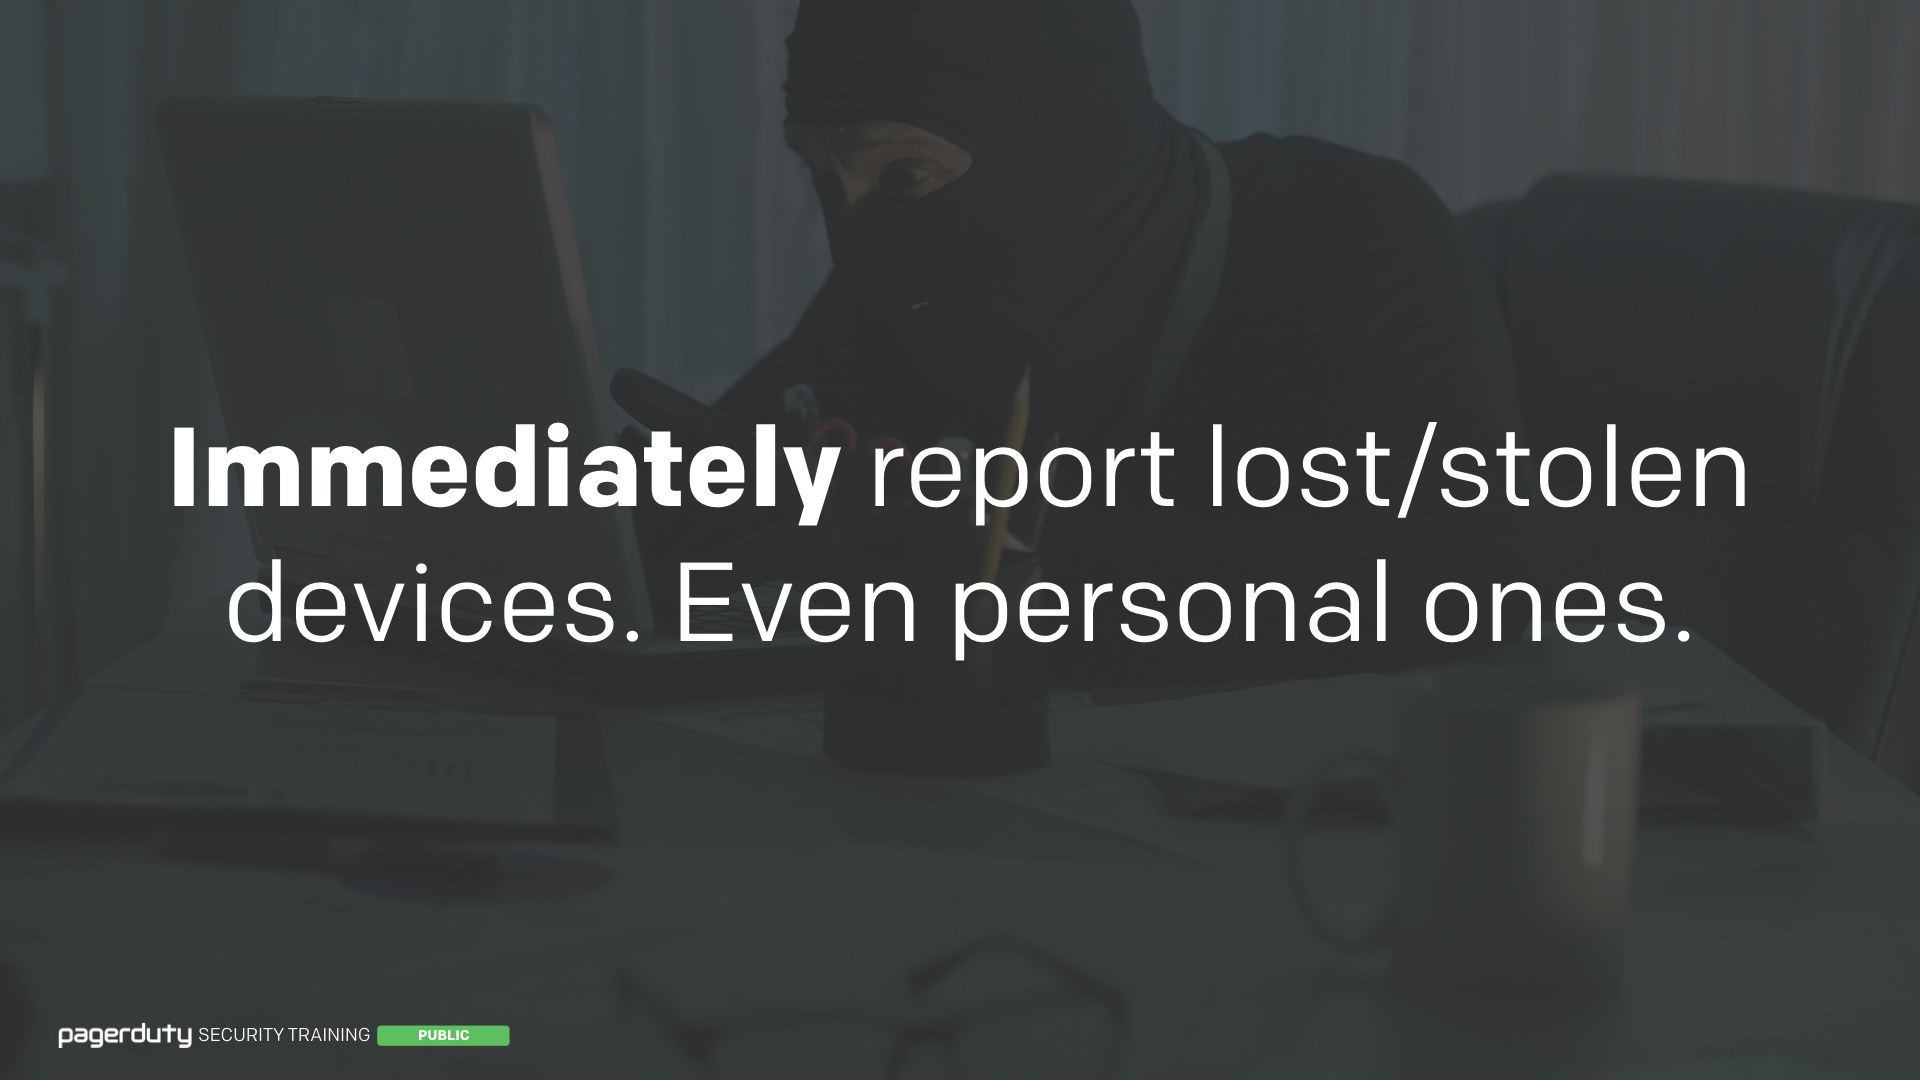 Immediately report lost/stolen
devices. Even personal ones.
pagerduty SECURITY TRAINING PUBLIC